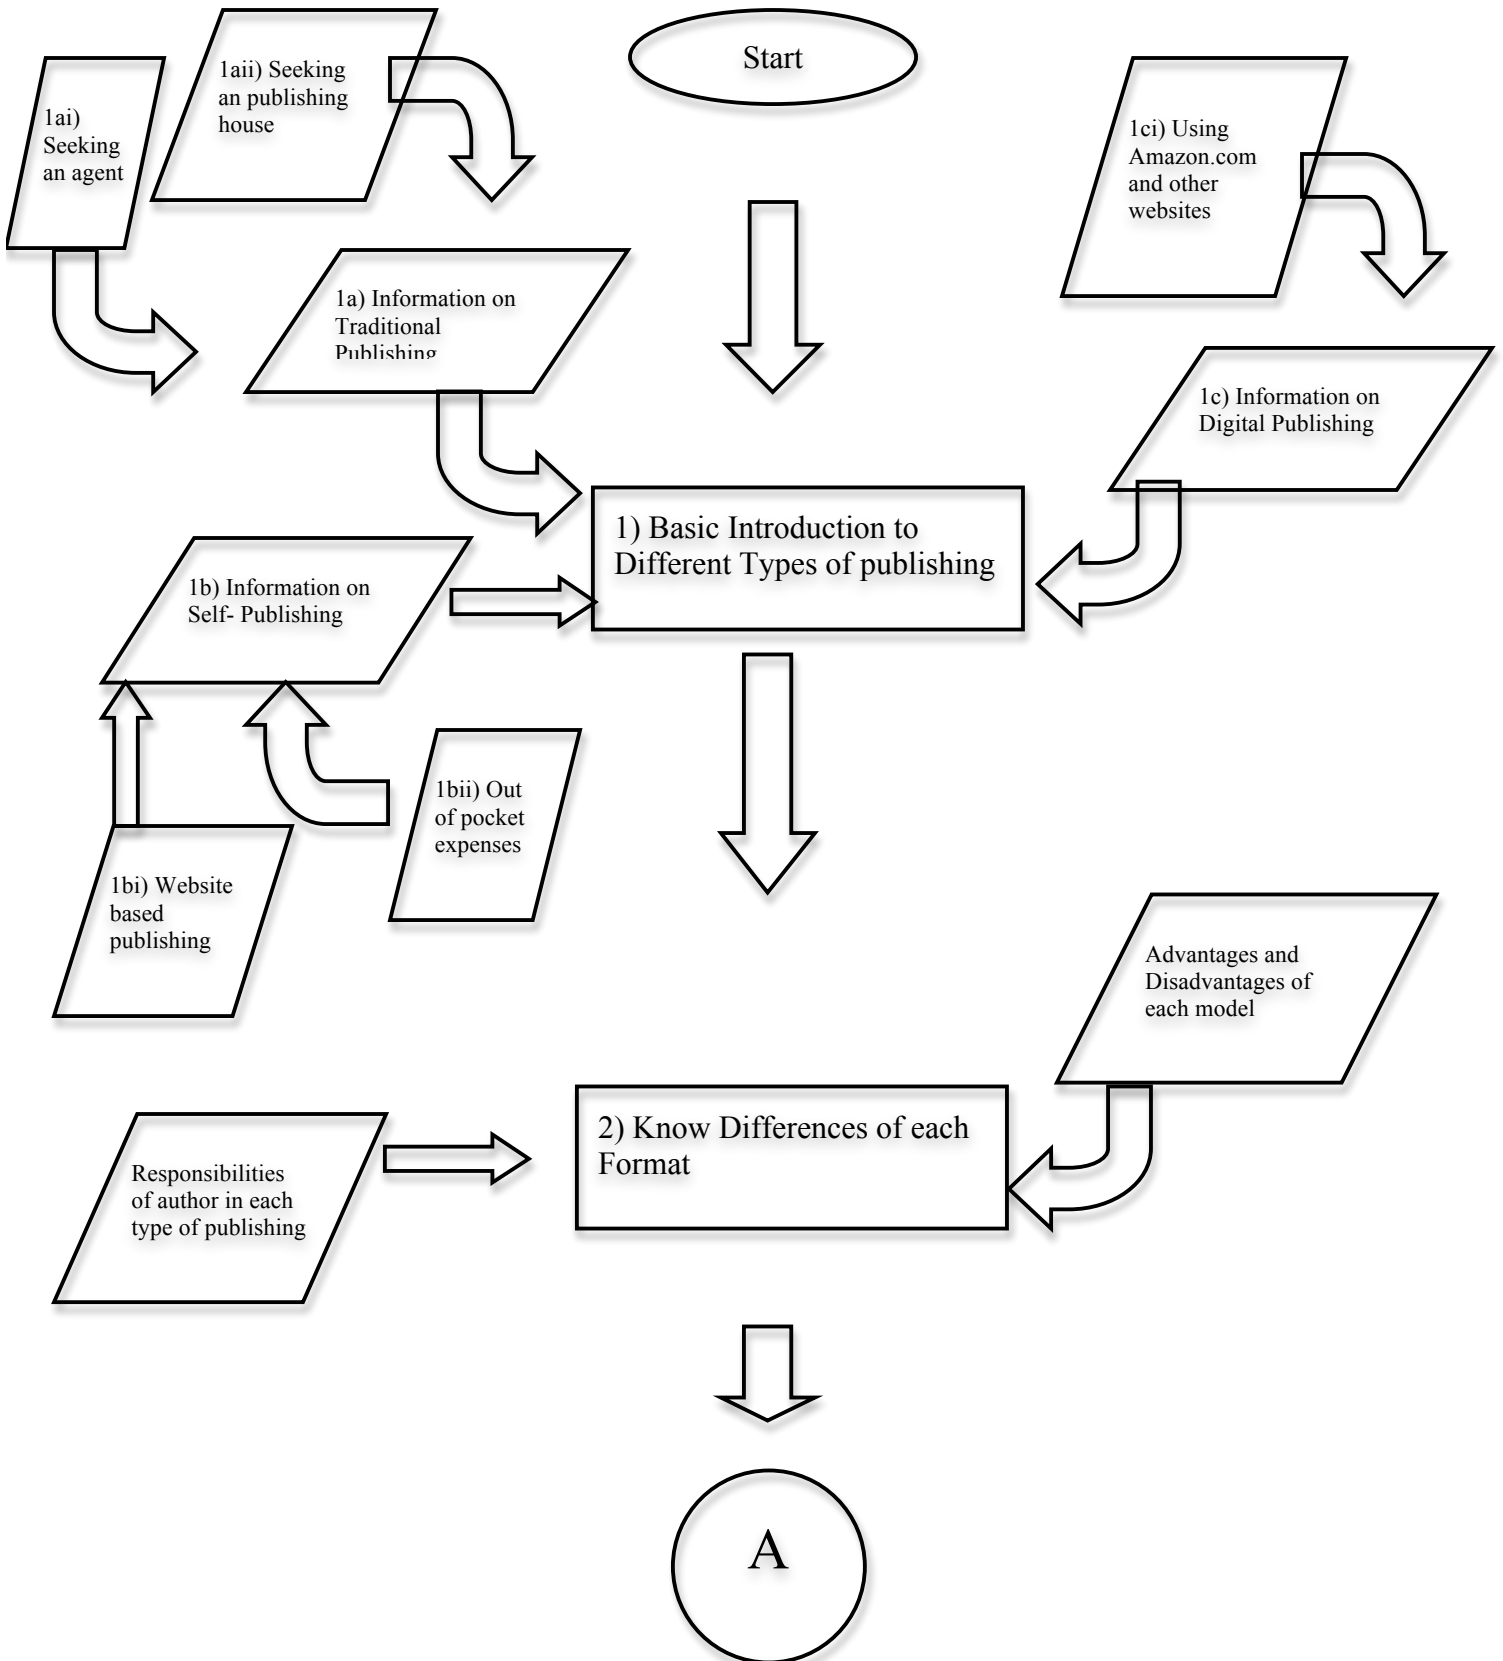 Start
1aii) Seeking
an publishing
house
1ai)
Seeking
an agent
1ci) Using
Amazon.com
and other
websites
1a) Information on
Traditional
Publishing
1c) Information on
Digital Publishing
1) Basic Introduction to
Different Types of publishing
1b) Information on
Self- Publishing
1bii) Out
of pocket
expenses
1bi) Website
based
publishing
Advantages and
Disadvantages of
each model
2) Know Differences of each
Format
Responsibilities
of author in each
type of publishing
A